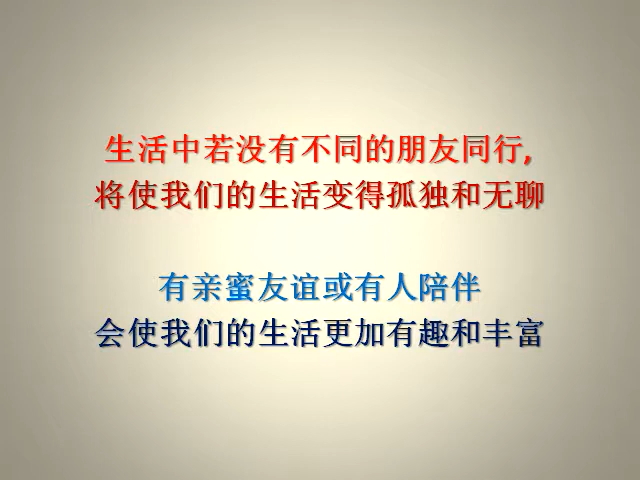 生活中若没有不同的朋友同行,
将使我们的生活变得孤独和无聊
有亲蜜友谊或有人陪伴
会使我们的生活更加有趣和丰富